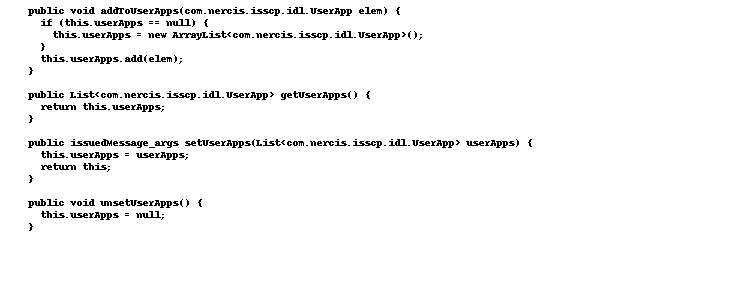 public void addToUserApps(com.nercis.isscp.idl.UserApp elem) {
  if (this.userApps == null) {
    this.userApps = new ArrayList<com.nercis.isscp.idl.UserApp>();
  }
  this.userApps.add(elem);
}

public List<com.nercis.isscp.idl.UserApp> getUserApps() {
  return this.userApps;
}

public issuedMessage_args setUserApps(List<com.nercis.isscp.idl.UserApp> userApps) {
  this.userApps = userApps;
  return this;
}

public void unsetUserApps() {
  this.userApps = null;
}